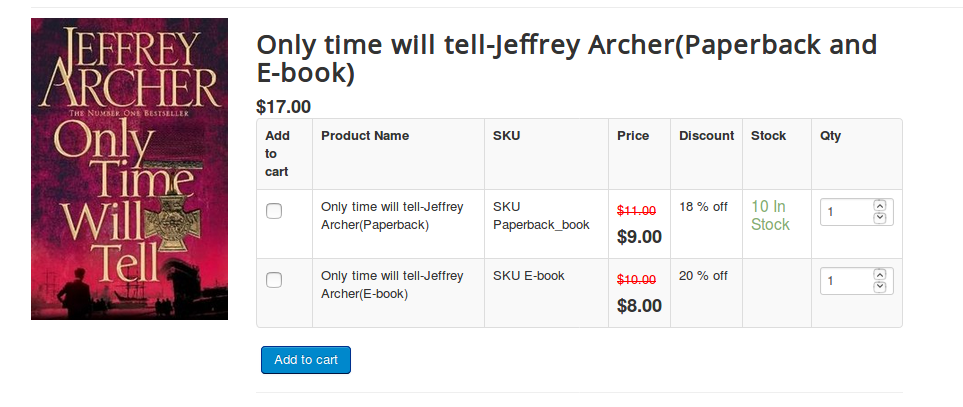 JEFFREY
ARCHER
THE NUMBER ONE BESTSELLER
Only
Time
Will
Tell
Only time will tell-Jeffrey Archer(Paperback and
E-book)
$17.00
Add
to
cart
Product Name
SKU
Price
Discount
Stock
Qty
Only time will tell-Jeffrey
Archer(Paperback)
SKU
Paperback_book
$11.00
$9.00
18 % off
10 In
Stock
1
Only time will tell-Jeffrey
Archer(E-book)
SKU E-book
$10.00
$8.00
20 % off
1
Add to cart